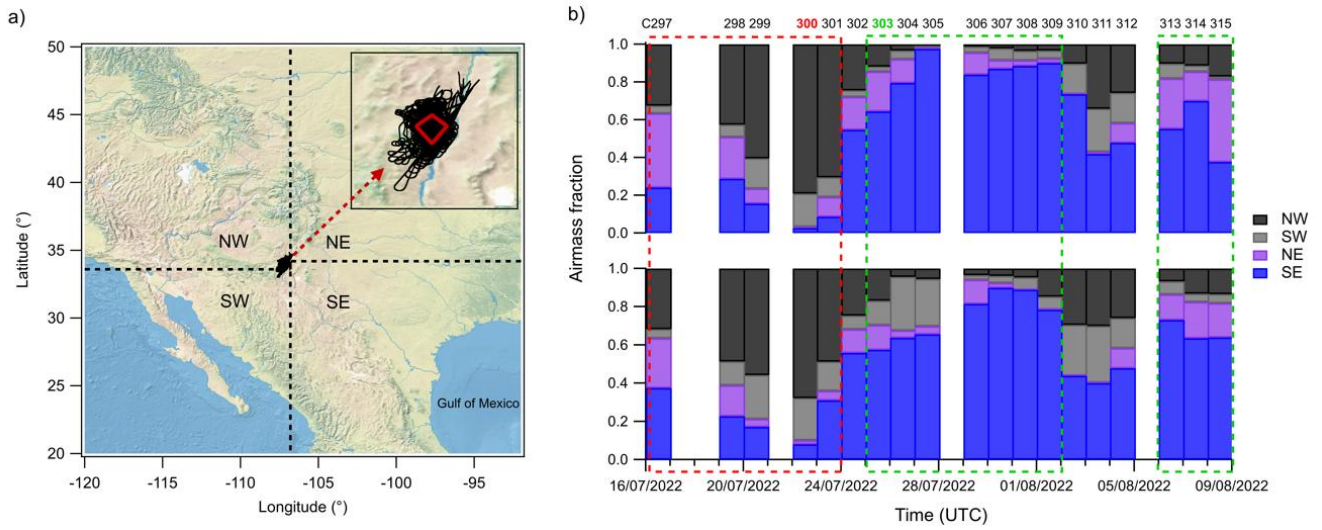 a)
50
45
40
35
30
25
20
Latitude (°)
NW
NE
SW
SE
Gulf of Mexico
-120
-115
-110
-105
-100
-95
Longitude (°)
b)
C297 298 299 300 301 302 303 304 305 306 307 308 309 310 311 312 313 314 315
1.0
0.8
0.6
0.4
0.2
0.0
1.0
0.8
0.6
0.4
0.2
0.0
Airmass fraction
16/07/2022 20/07/2022 24/07/2022 28/07/2022 01/08/2022 05/08/2022 09/08/2022
Time (UTC)
NW
SW
NE
SE